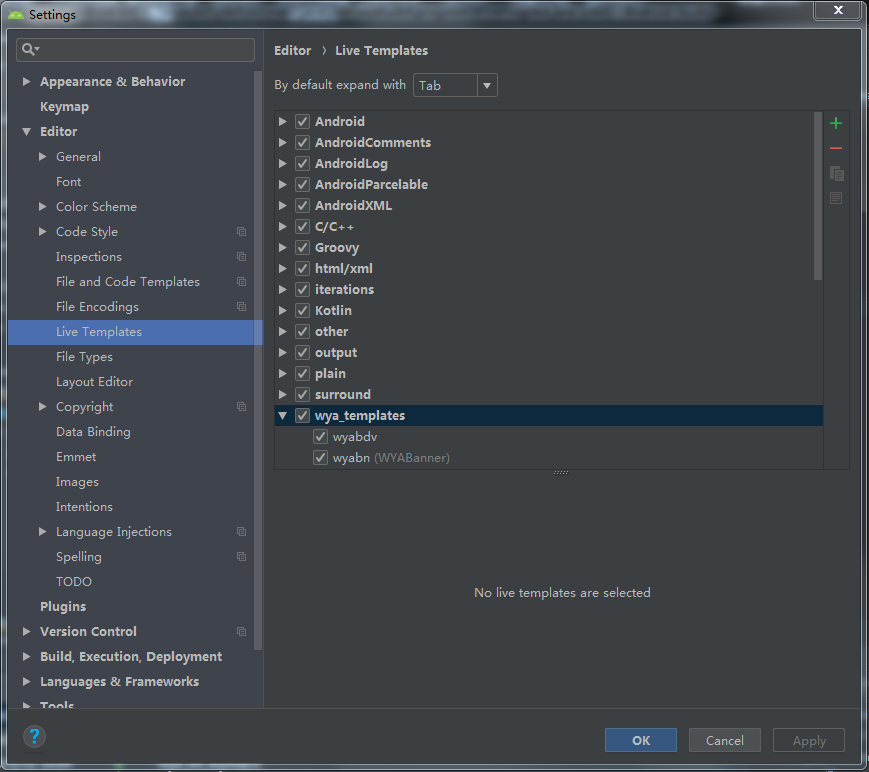 Settings
Appearance & Behavior
Keymap
Editor
General
Font
Color Scheme
Code Style
Inspections
File and Code Templates
File Encodings
Live Templates
File Types
Layout Editor
Copyright
Data Binding
Emmet
Images
Intentions
Language Injections
Spelling
TODO
Plugins
Version Control
Build, Execution, Deployment
Languages & Frameworks
Tools
Editor › Live Templates
By default expand with Tab
Android
AndroidComments
AndroidLog
AndroidParcelable
AndroidXML
C/C++
Groovy
html/xml
iterations
Kotlin
other
output
plain
surround
wya_templates
wyabdv
wyabn (WYABanner)
No live templates are selected
?
OK
Cancel
Apply